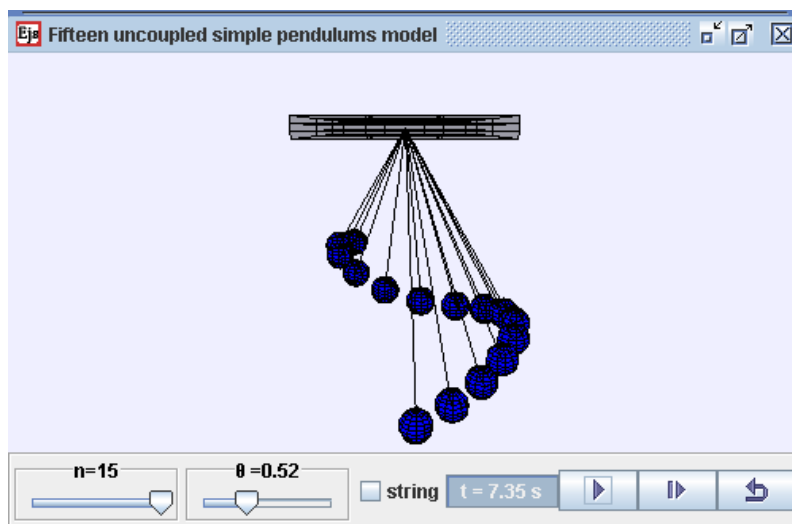 Ejs Fifteen uncoupled simple pendulums model
n=15
θ =0.52
string
t = 7.35 s